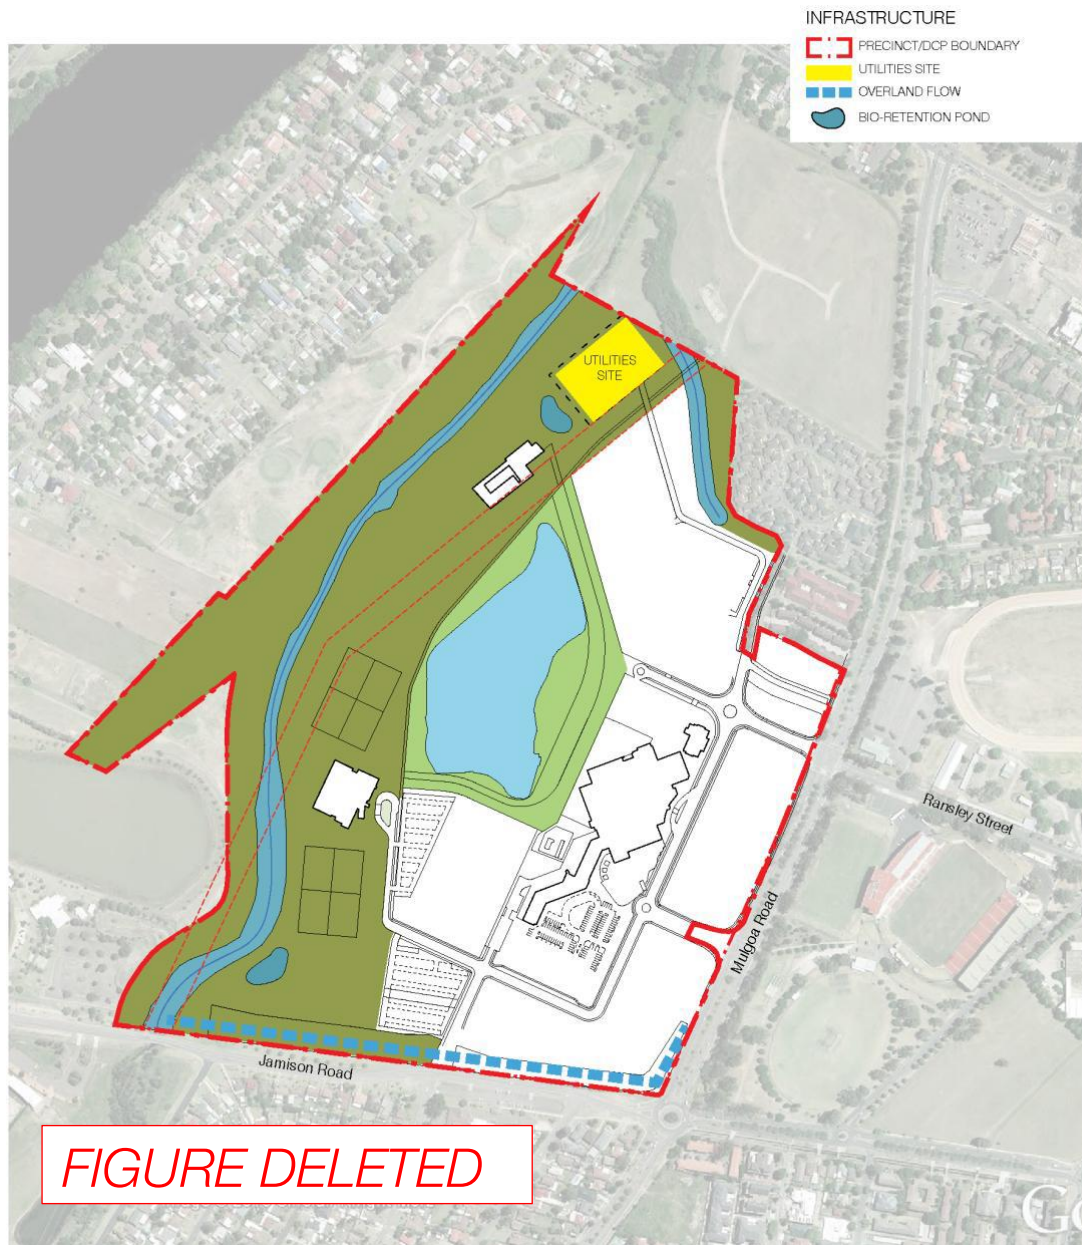 INFRASTRUCTURE
PRECINCT/DCP BOUNDARY
UTILITIES SITE
OVERLAND FLOW
BIO-RETENTION POND
UTILITIES
SITE
Ransley Street
Mulgoa Road
Jamison Road
FIGURE DELETED
Go